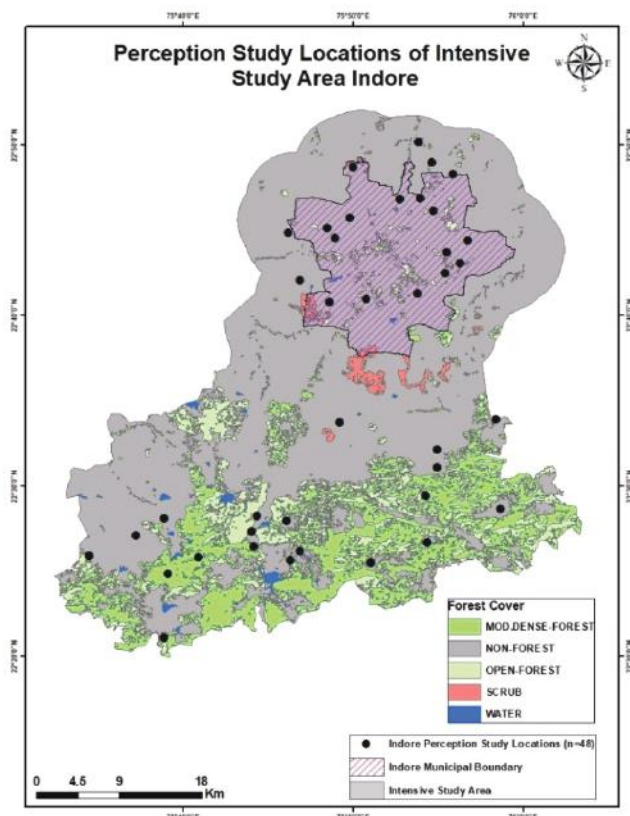 Perception Study Locations of Intensive
Study Area Indore
N
W E
S
75°40'E 75°50'E 76°0'E
Forest Cover
MOD.DENSE-FOREST
NON-FOREST
OPEN-FOREST
SCRUB
WATER
Indore Perception Study Locations (n=48)
Indore Municipal Boundary
Intensive Study Area
0 4.5 9 18
Km